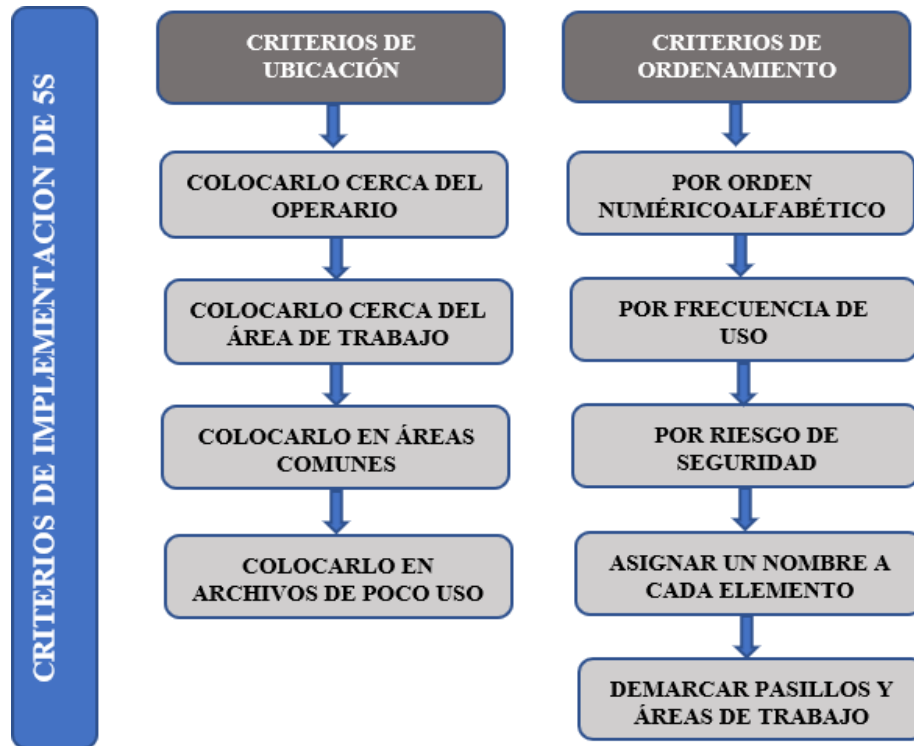 CRITERIOS DE IMPLEMENTACION DE 5S
CRITERIOS DE
UBICACIÓN
COLOCARLO CERCA DEL
OPERARIO
COLOCARLO CERCA DEL
ÁREA DE TRABAJO
COLOCARLO EN ÁREAS
COMUNES
COLOCARLO EN
ARCHIVOS DE POCO USO
CRITERIOS DE
ORDENAMIENTO
POR ORDEN
NUMÉRICOALFABÉTICO
POR FRECUENCIA DE
USO
POR RIESGO DE
SEGURIDAD
ASIGNAR UN NOMBRE A
CADA ELEMENTO
DEMARCAR PASILLOS Y
ÁREAS DE TRABAJO